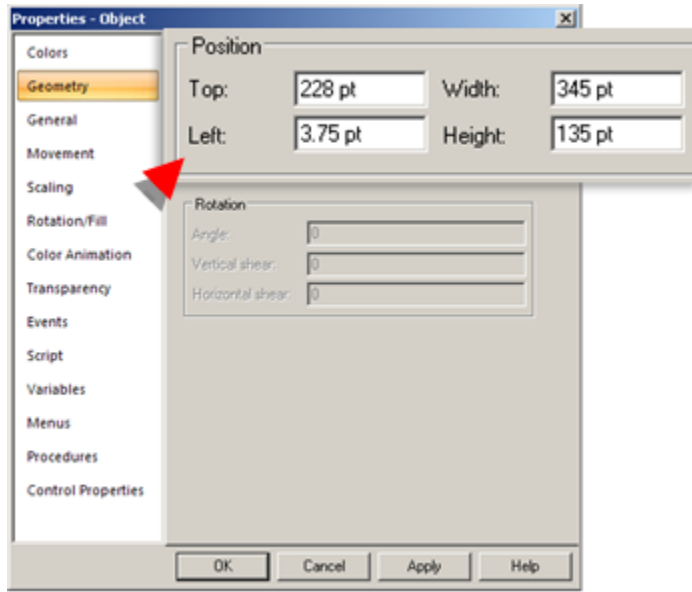 Properties - Object
Colors
Geometry
General
Movement
Scaling
Rotation/Fill
Color Animation
Transparency
Events
Script
Variables
Menus
Procedures
Control Properties
Position
Top: 228 pt Width: 345 pt
Left: 3.75 pt Height: 135 pt
Rotation
Angle: 0
Vertical shear: 0
Horizontal shear: 0
OK Cancel Apply Help